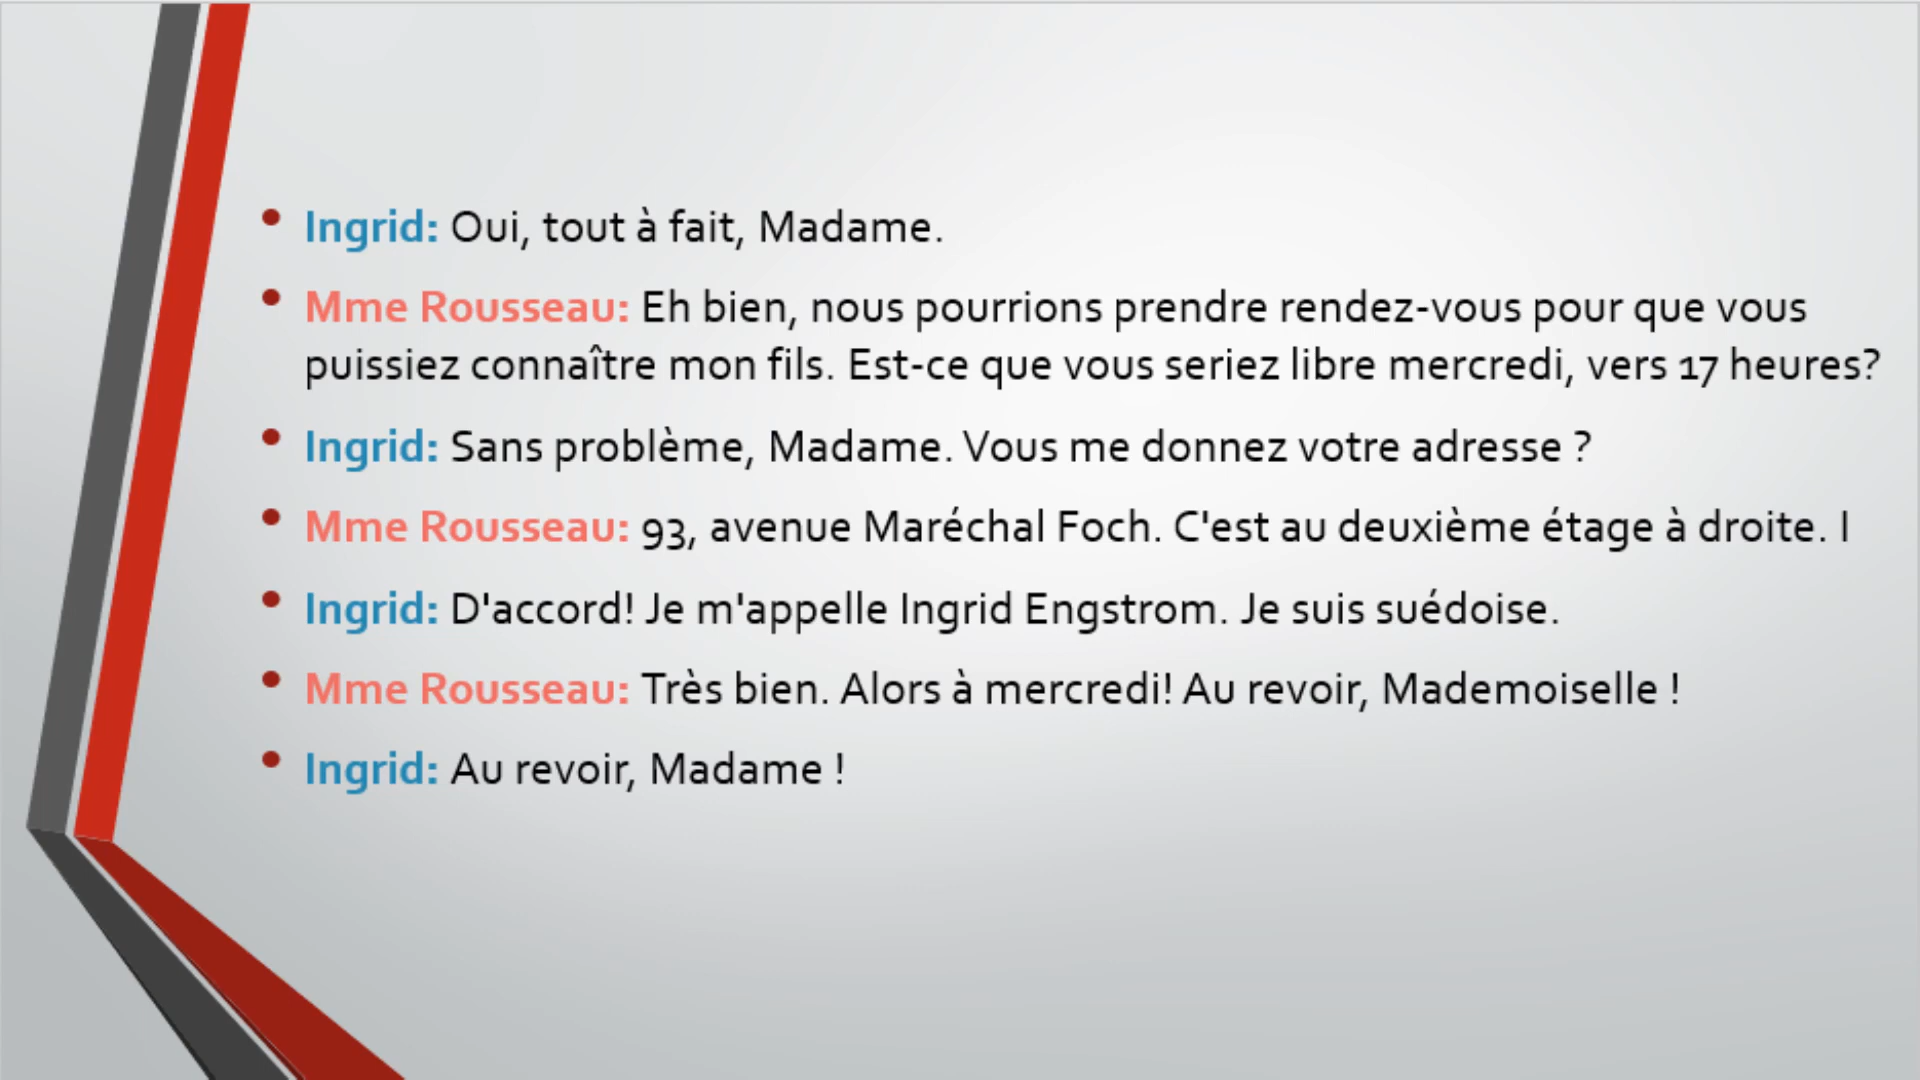 Ingrid: Oui, tout à fait, Madame.
Mme Rousseau: Eh bien, nous pourrions prendre rendez-vous pour que vous
puissiez connaître mon fils. Est-ce que vous seriez libre mercredi, vers 17 heures?
Ingrid: Sans problème, Madame. Vous me donnez votre adresse ?
Mme Rousseau: 93, avenue Maréchal Foch. C'est au deuxième étage à droite. I
Ingrid: D'accord! Je m'appelle Ingrid Engstrom. Je suis suédoise.
Mme Rousseau: Très bien. Alors à mercredi! Au revoir, Mademoiselle !
Ingrid: Au revoir, Madame !